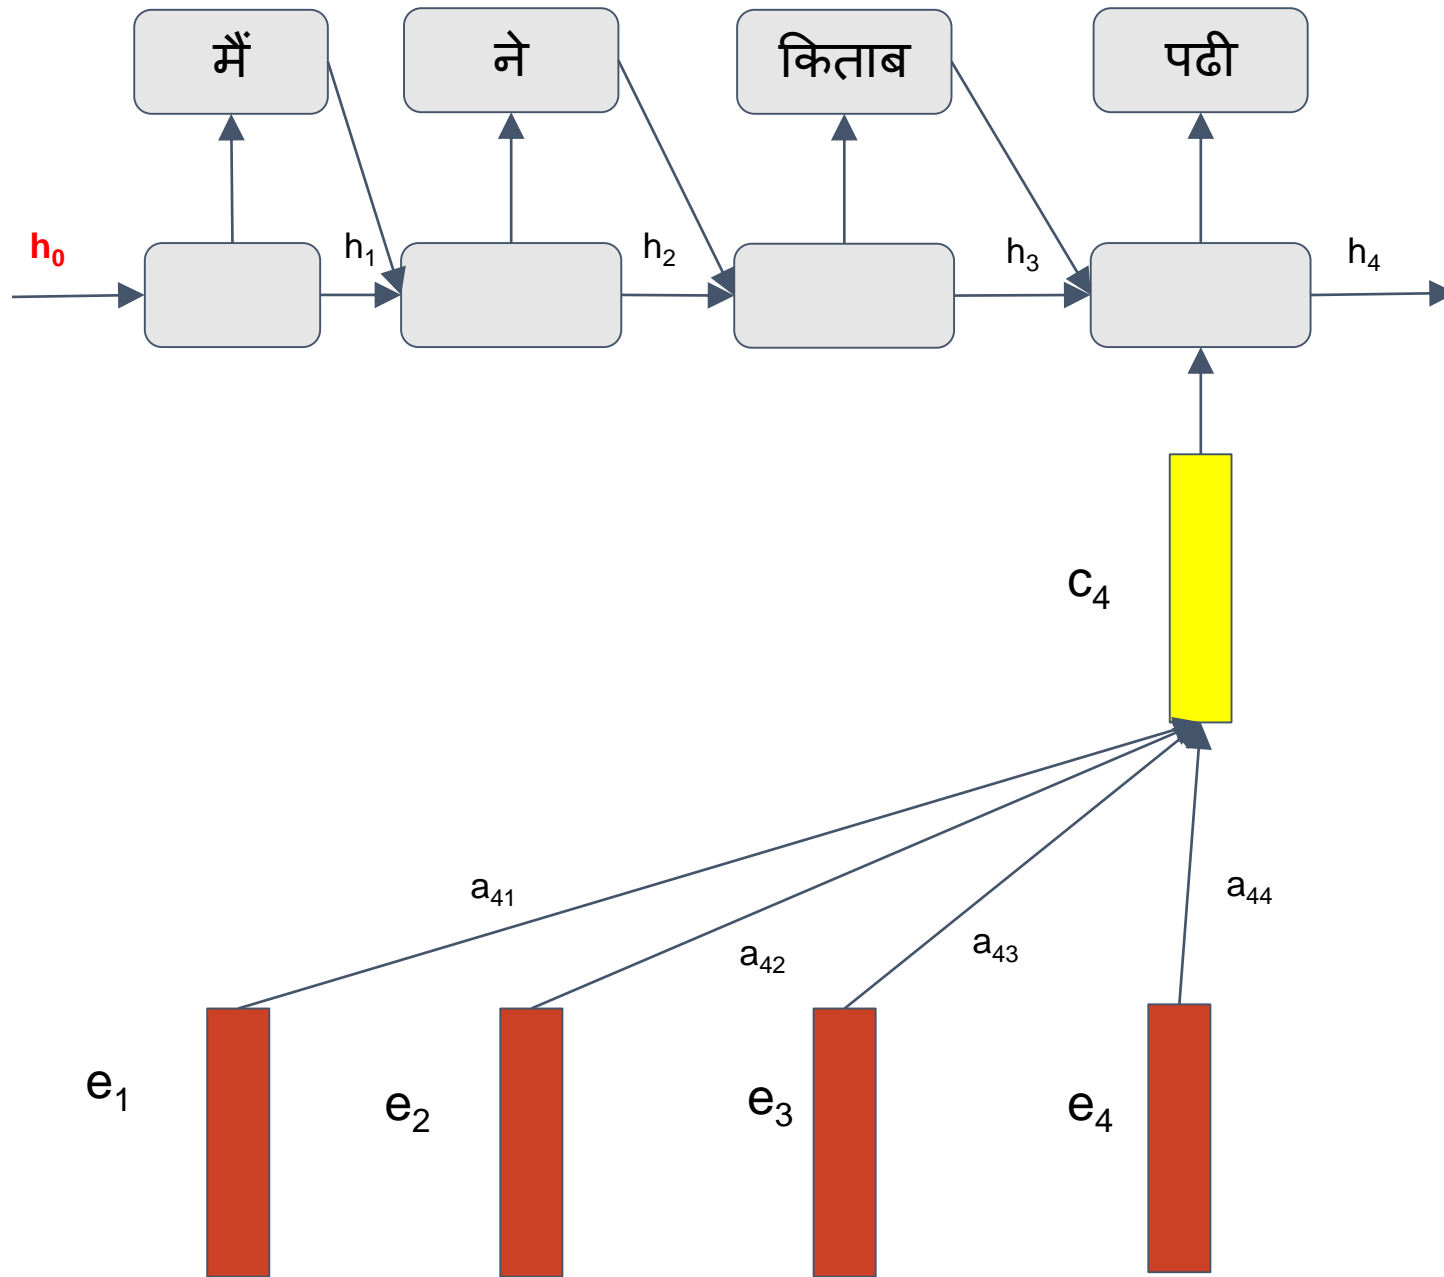 मैं ने किताब पढी
h₀ h₁ h₂ h₃ h₄
c₄
a₄₁ a₄₂ a₄₃ a₄₄
e₁ e₂ e₃ e₄